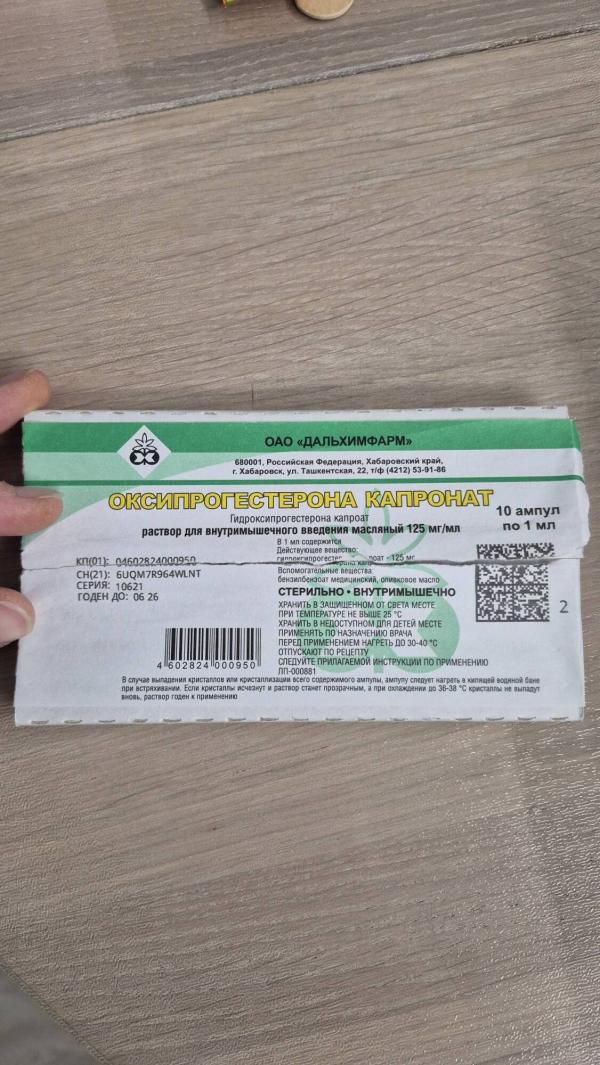 ОАО «ДАЛЬХИМФАРМ»
680001, Российская Федерация, Хабаровский край,
г. Хабаровск, ул. Ташкентская, 22, т/ф (4212) 53-91-86
ОКСИПРОГЕСТЕРОНА КАПРОНАТ
10 ампул
по 1 мл
Гидроксипрогестерона капроат
раствор для внутримышечного введения масляный 125 мг/мл
В 1 мл содержится
Действующее вещество:
- 125 мг
Вспомогательные вещества:
бензилбензоат медицинский, оливковое масло
КП(01): 04602824000950
СН(21): 6UQM7R964WLNT
СЕРИЯ: 10621
ГОДЕН ДО: 06 26
СТЕРИЛЬНО • ВНУТРИМЫШЕЧНО
ХРАНИТЬ В ЗАЩИЩЕННОМ ОТ СВЕТА МЕСТЕ
ПРИ ТЕМПЕРАТУРЕ НЕ ВЫШЕ 25 °С
ХРАНИТЬ В НЕДОСТУПНОМ ДЛЯ ДЕТЕЙ МЕСТЕ
ПРИМЕНЯТЬ ПО НАЗНАЧЕНИЮ ВРАЧА
ПЕРЕД ПРИМЕНЕНИЕМ НАГРЕТЬ ДО 30-40 °С
ОТПУСКАЮТ ПО РЕЦЕПТУ
СЛЕДУЙТЕ ПРИЛАГАЕМОЙ ИНСТРУКЦИИ ПО ПРИМЕНЕНИЮ
ЛП-000881
2
4 602824 000950
В случае выпадения кристаллов или кристаллизации всего содержимого ампулы, ампулу следует нагреть в кипящей водяной бане
при встряхивании. Если кристаллы исчезнут и раствор станет прозрачным, а при охлаждении до 36-38 °С кристаллы не выпадут
вновь, раствор годен к применению